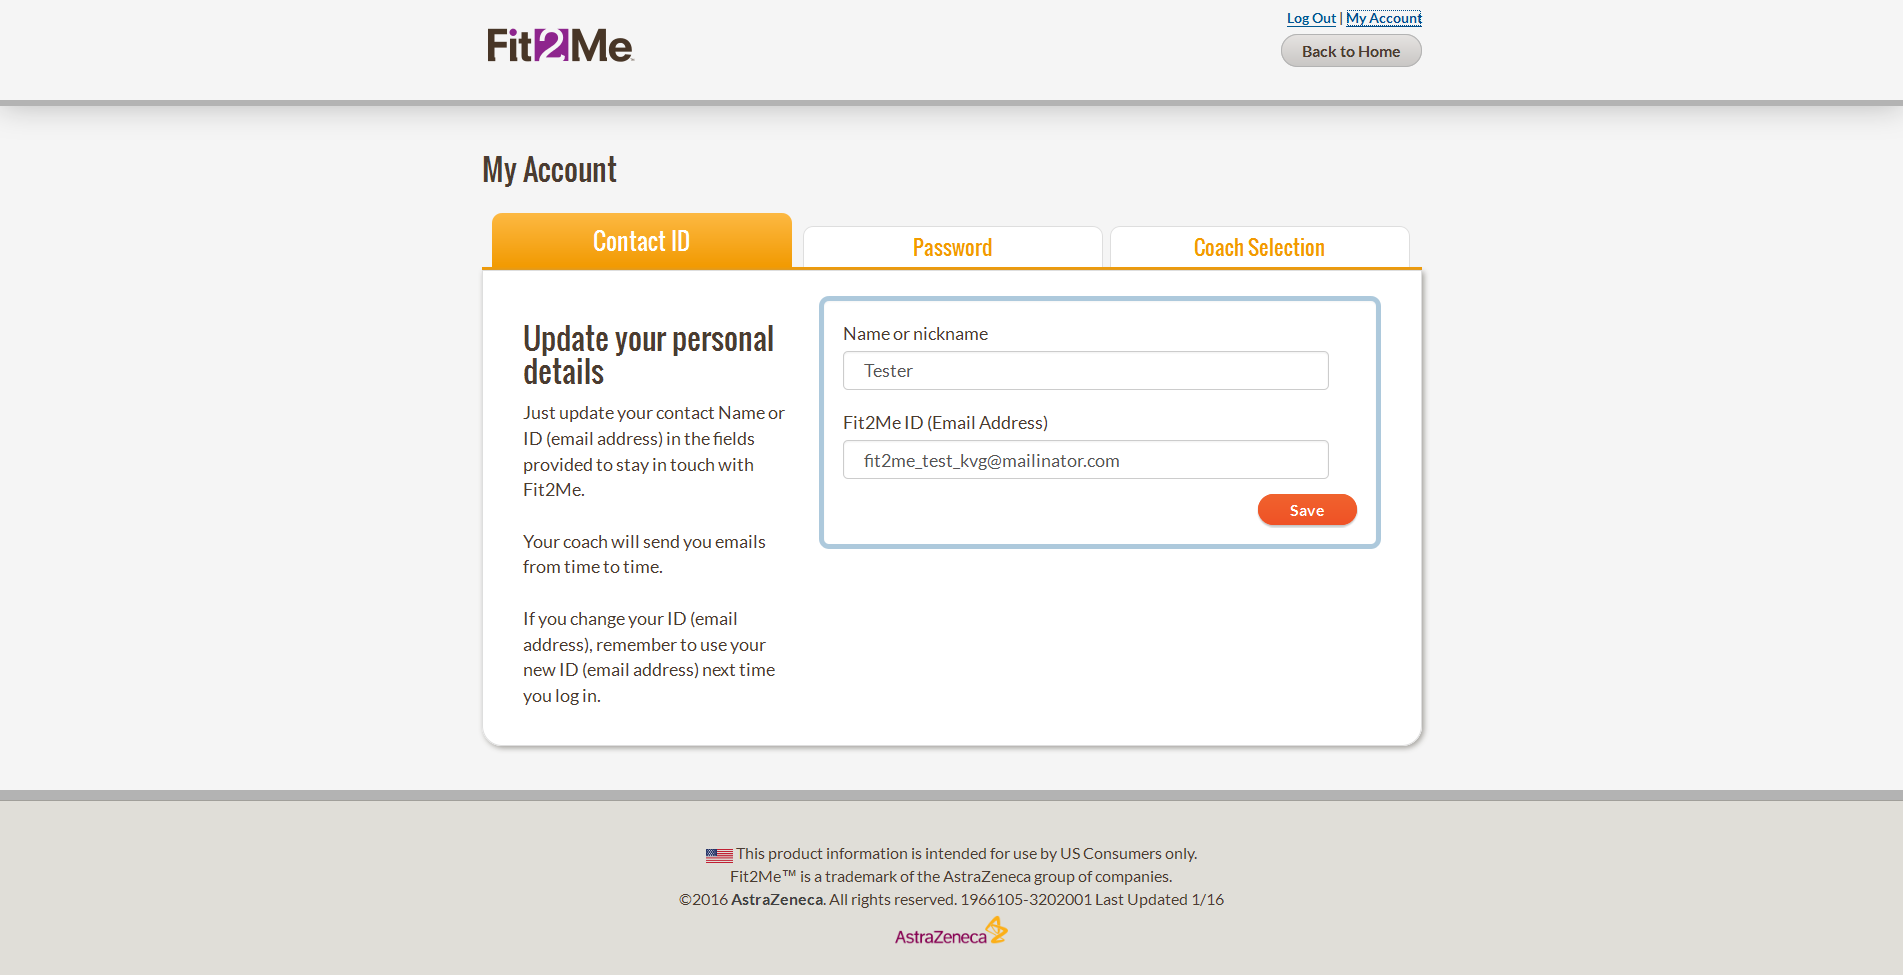 Log Out | My Account
Fit2Me™
Back to Home
My Account
Contact ID
Password
Coach Selection
Update your personal
details
Just update your contact Name or
ID (email address) in the fields
provided to stay in touch with
Fit2Me.
Your coach will send you emails
from time to time.
If you change your ID (email
address), remember to use your
new ID (email address) next time
you log in.
Name or nickname
Tester
Fit2Me ID (Email Address)
fit2me_test_kvg@mailinator.com
Save
This product information is intended for use by US Consumers only.
Fit2Me™ is a trademark of the AstraZeneca group of companies.
©2016 AstraZeneca. All rights reserved. 1966105-3202001 Last Updated 1/16
AstraZeneca